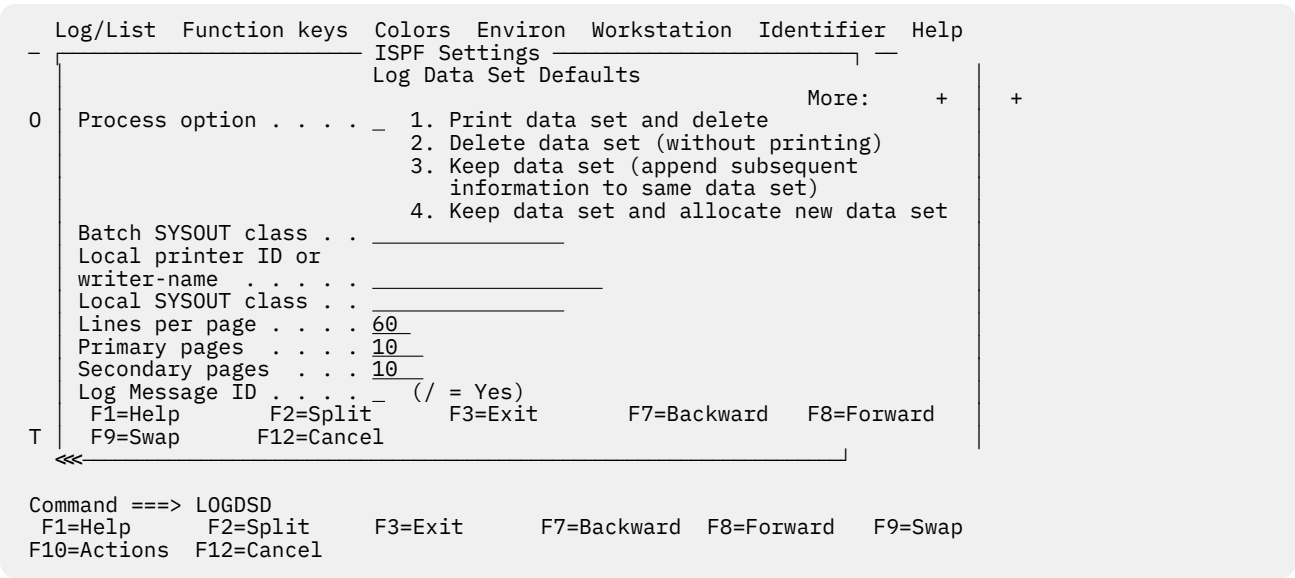 Log/List  Function keys  Colors  Environ  Workstation  Identifier  Help
ISPF Settings
Log Data Set Defaults
More:     +    +
O  Process option . . . . _  1. Print data set and delete
2. Delete data set (without printing)
3. Keep data set (append subsequent
information to same data set)
4. Keep data set and allocate new data set
Batch SYSOUT class . . _______________
Local printer ID or
writer-name  . . . . . __________________
Local SYSOUT class . . _______________
Lines per page . . . . 60
Primary pages  . . . . 10
Secondary pages  . . . 10
Log Message ID . . . . _  (/ = Yes)
F1=Help       F2=Split      F3=Exit       F7=Backward   F8=Forward
T  F9=Swap      F12=Cancel
<<<
Command ===> LOGDSD
F1=Help      F2=Split     F3=Exit      F7=Backward  F8=Forward   F9=Swap
F10=Actions  F12=Cancel